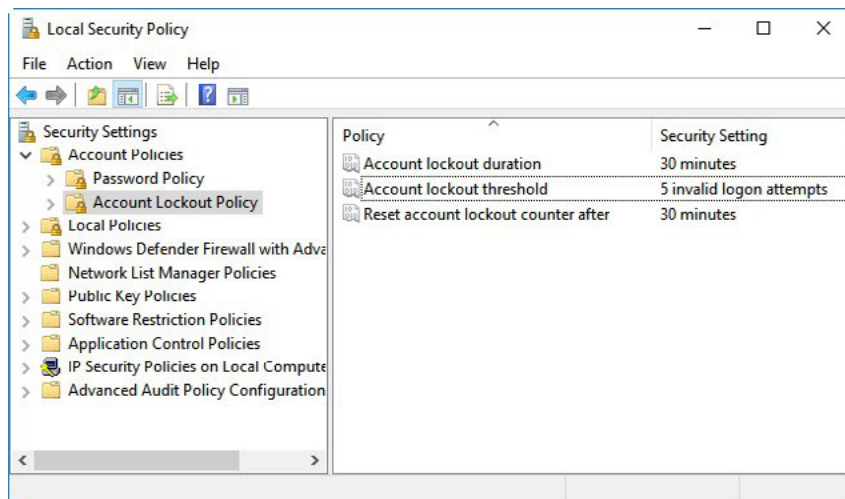 Local Security Policy
File Action View Help
Security Settings
Account Policies
Password Policy
Account Lockout Policy
Local Policies
Windows Defender Firewall with Adva
Network List Manager Policies
Public Key Policies
Software Restriction Policies
Application Control Policies
IP Security Policies on Local Compute
Advanced Audit Policy Configuration
Policy Security Setting
Account lockout duration 30 minutes
Account lockout threshold 5 invalid logon attempts
Reset account lockout counter after 30 minutes